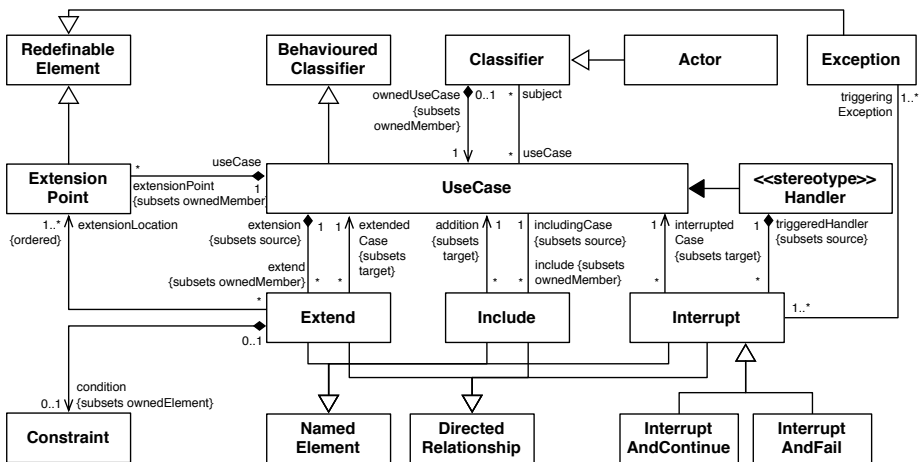 Redefinable
Element
Behavioured
Classifier
Classifier
Actor
Exception
ownedUseCase
{subsets
ownedMember}
0..1
*
subject
triggering
Exception
1..*
1
*
useCase
*
useCase
extensionPoint
{subsets ownedMember}
1
Extension
Point
UseCase
<<stereotype>>
Handler
1..*
{ordered}
extensionLocation
extension
{subsets source}
1
1
extended
Case
{subsets
target}
addition
{subsets
target}
1
1
includingCase
{subsets source}
1
interrupted
Case
{subsets target}
1
triggeredHandler
{subsets source}
extend
{subsets ownedMember}
*
*
*
*
include {subsets
ownedMember}
*
*
*
1..*
Extend
Include
Interrupt
0..1
condition
{subsets ownedElement}
0..1
Constraint
Named
Element
Directed
Relationship
Interrupt
AndContinue
Interrupt
AndFail